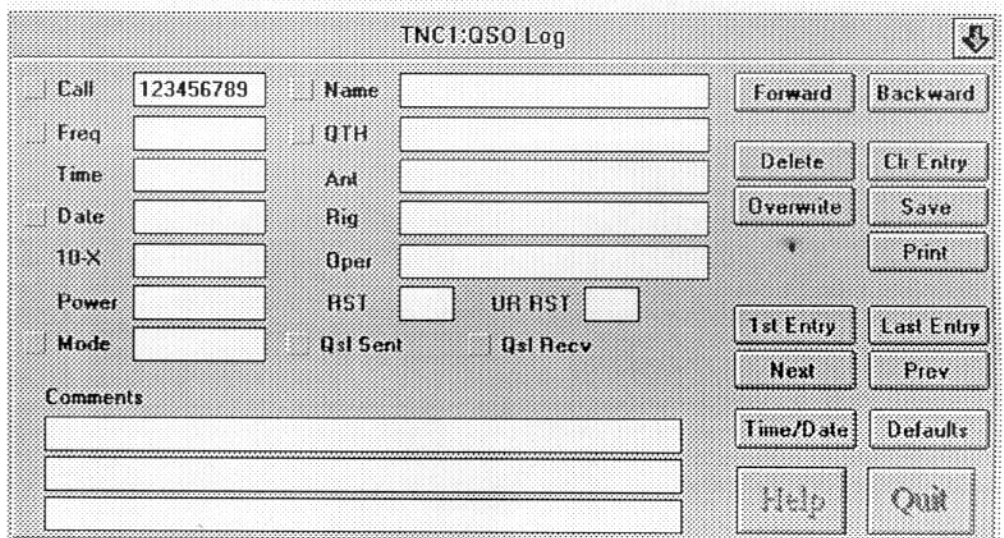 TNC1:QSO Log
Call 123456789 Name Forward Backward
Freq QTH
Time Ant Delete Clr Entry
Date Rig Overwrite Save
10-X Oper Print
Power RST UR RST
Mode Qsl Sent Qsl Recv 1st Entry Last Entry
Next Prev
Comments
Time/Date Defaults
Help Quit